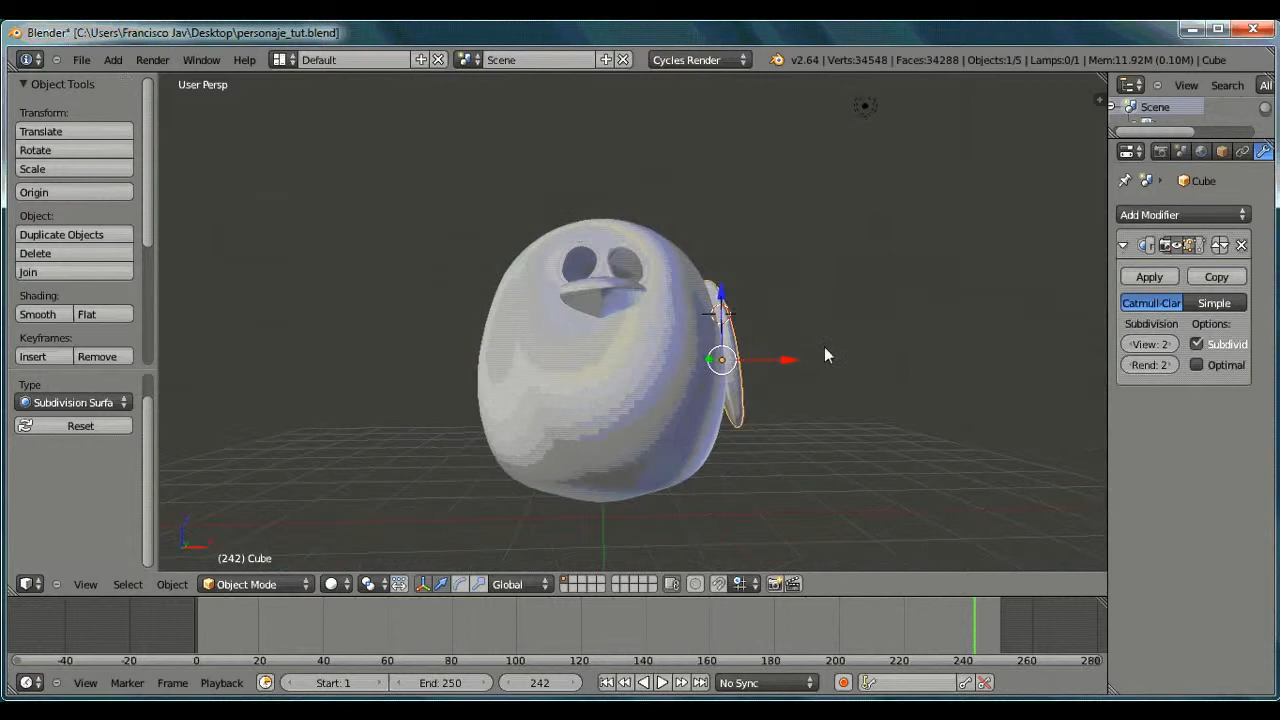 Blender* [C:\Users\Francisco Jav\Desktop\personaje_tut.blend]
File Add Render Window Help Default Scene Cycles Render v2.64 | Verts:34548 | Faces:34288 | Objects:1/5 | Lamps:0/1 | Mem:11.92M (0.10M) | Cube
Object Tools
Transform:
Translate
Rotate
Scale
Origin
Object:
Duplicate Objects
Delete
Join
Shading:
Smooth Flat
Keyframes:
Insert Remove
Type
Subdivision Surfa
Reset
User Persp
(242) Cube
View Search All
Scene
Cube
Add Modifier
Apply Copy
Catmull-Clar Simple
Subdivision Options:
View: 2 Subdivid
Rend: 2 Optimal
View Select Object Object Mode Global
-40 -20 0 20 40 60 80 100 120 140 160 180 200 220 240 260 280
View Marker Frame Playback Start: 1 End: 250 242 No Sync